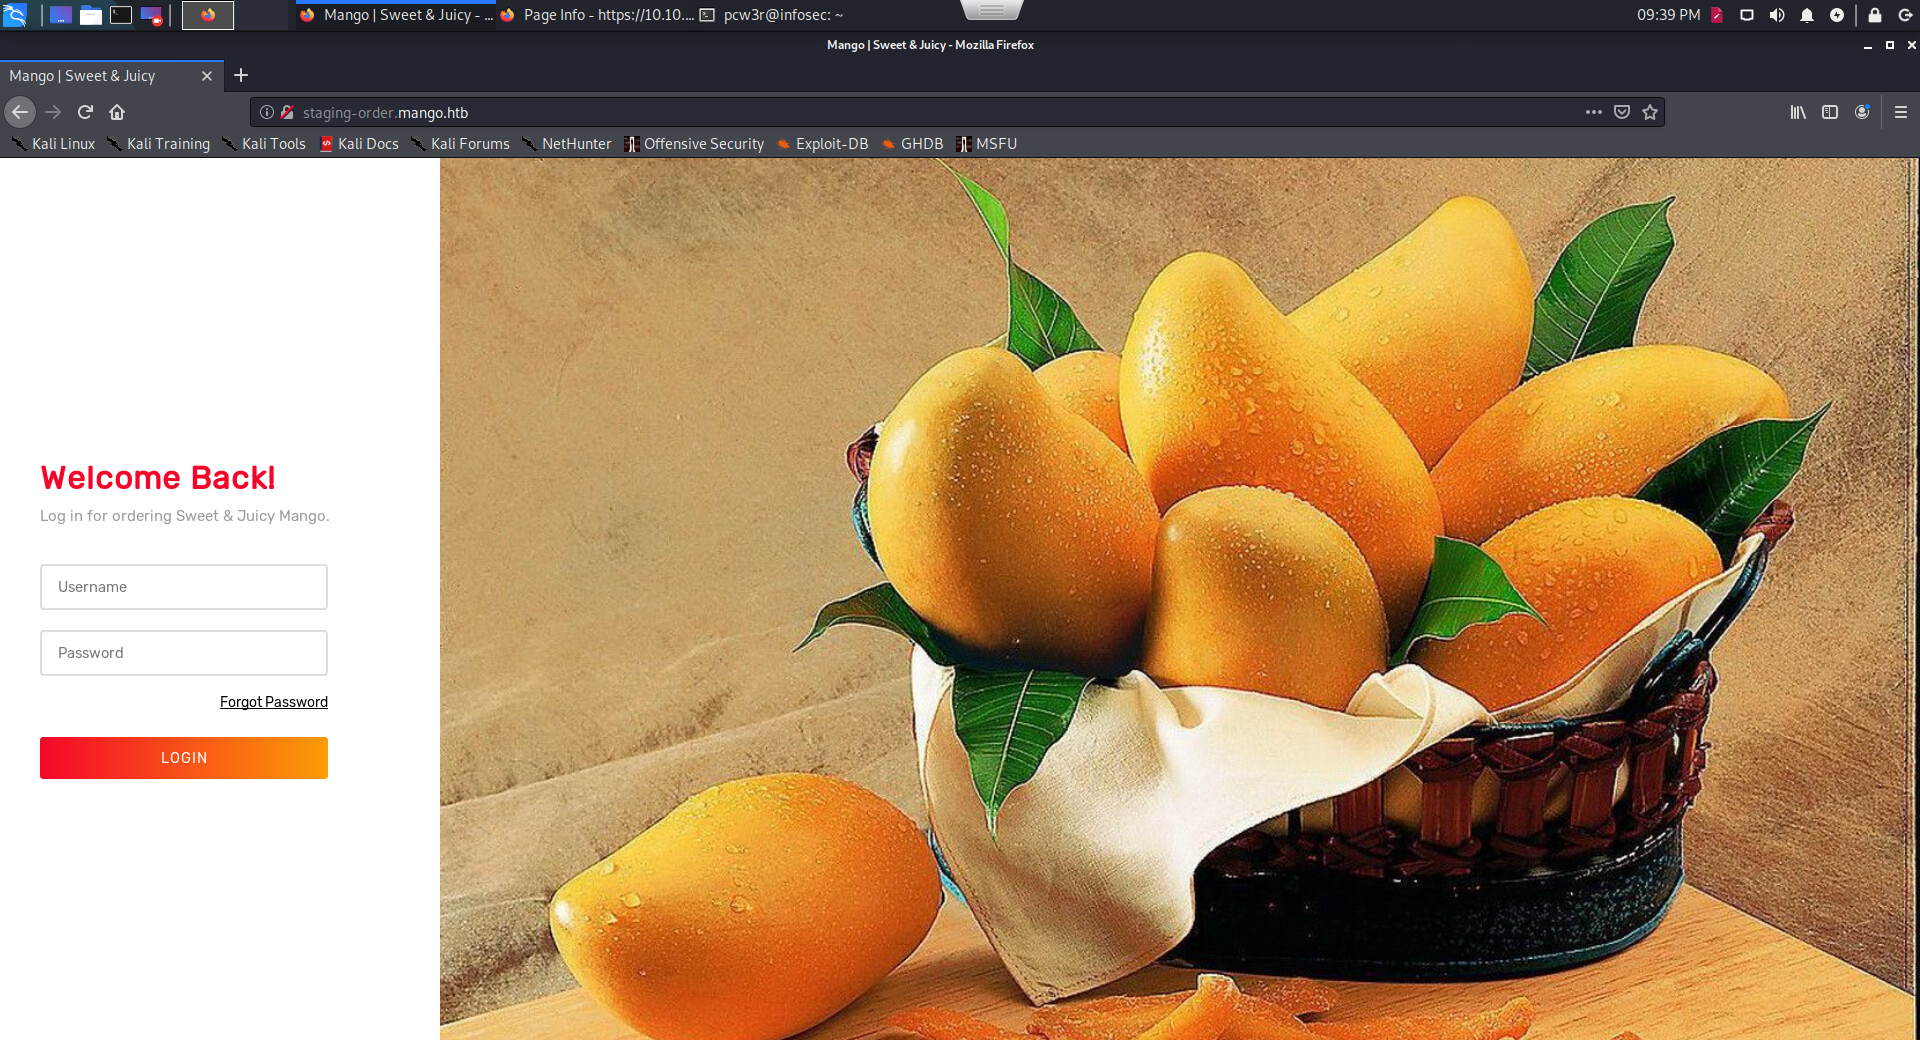 Mango | Sweet & Juicy - ... Page Info - https://10.10.... pcw3r@infosec: ~ 09:39 PM
Mango | Sweet & Juicy - Mozilla Firefox
Mango | Sweet & Juicy
staging-order.mango.htb
Kali Linux Kali Training Kali Tools Kali Docs Kali Forums NetHunter Offensive Security Exploit-DB GHDB MSFU
Welcome Back!
Log in for ordering Sweet & Juicy Mango.
Username
Password
Forgot Password
LOGIN